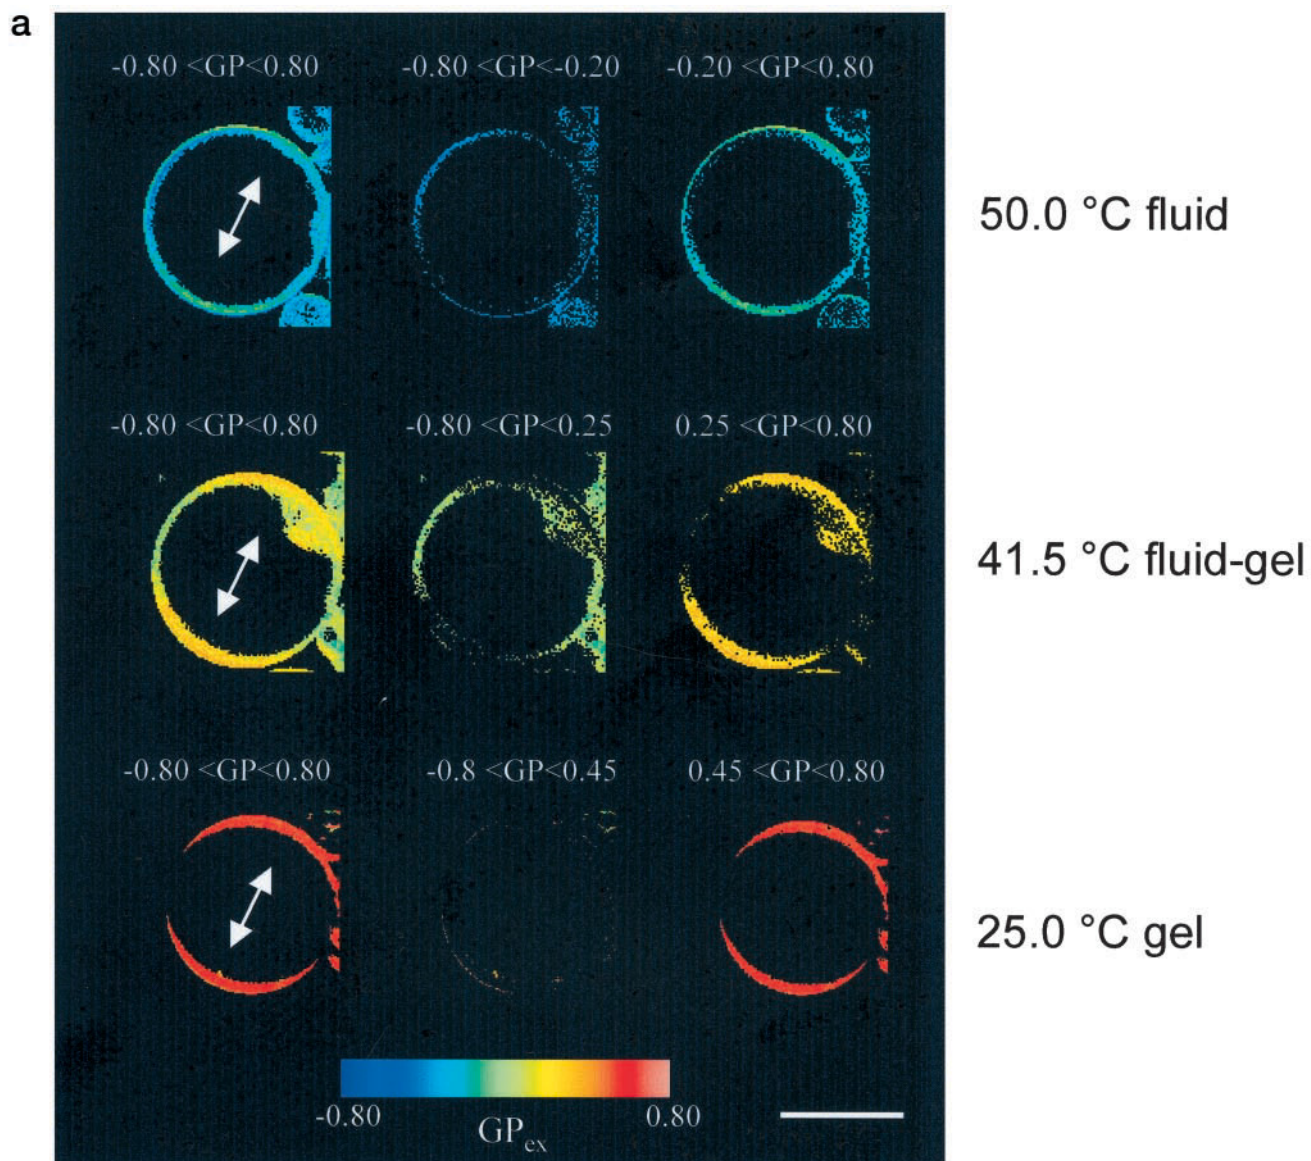 a
-0.80 <GP<0.80 -0.80 <GP<-0.20 -0.20 <GP<0.80
50.0 °C fluid
-0.80 <GP<0.80 -0.80 <GP<0.25 0.25 <GP<0.80
41.5 °C fluid-gel
-0.80 <GP<0.80 -0.8 <GP<0.45 0.45 <GP<0.80
25.0 °C gel
-0.80 0.80
GPex